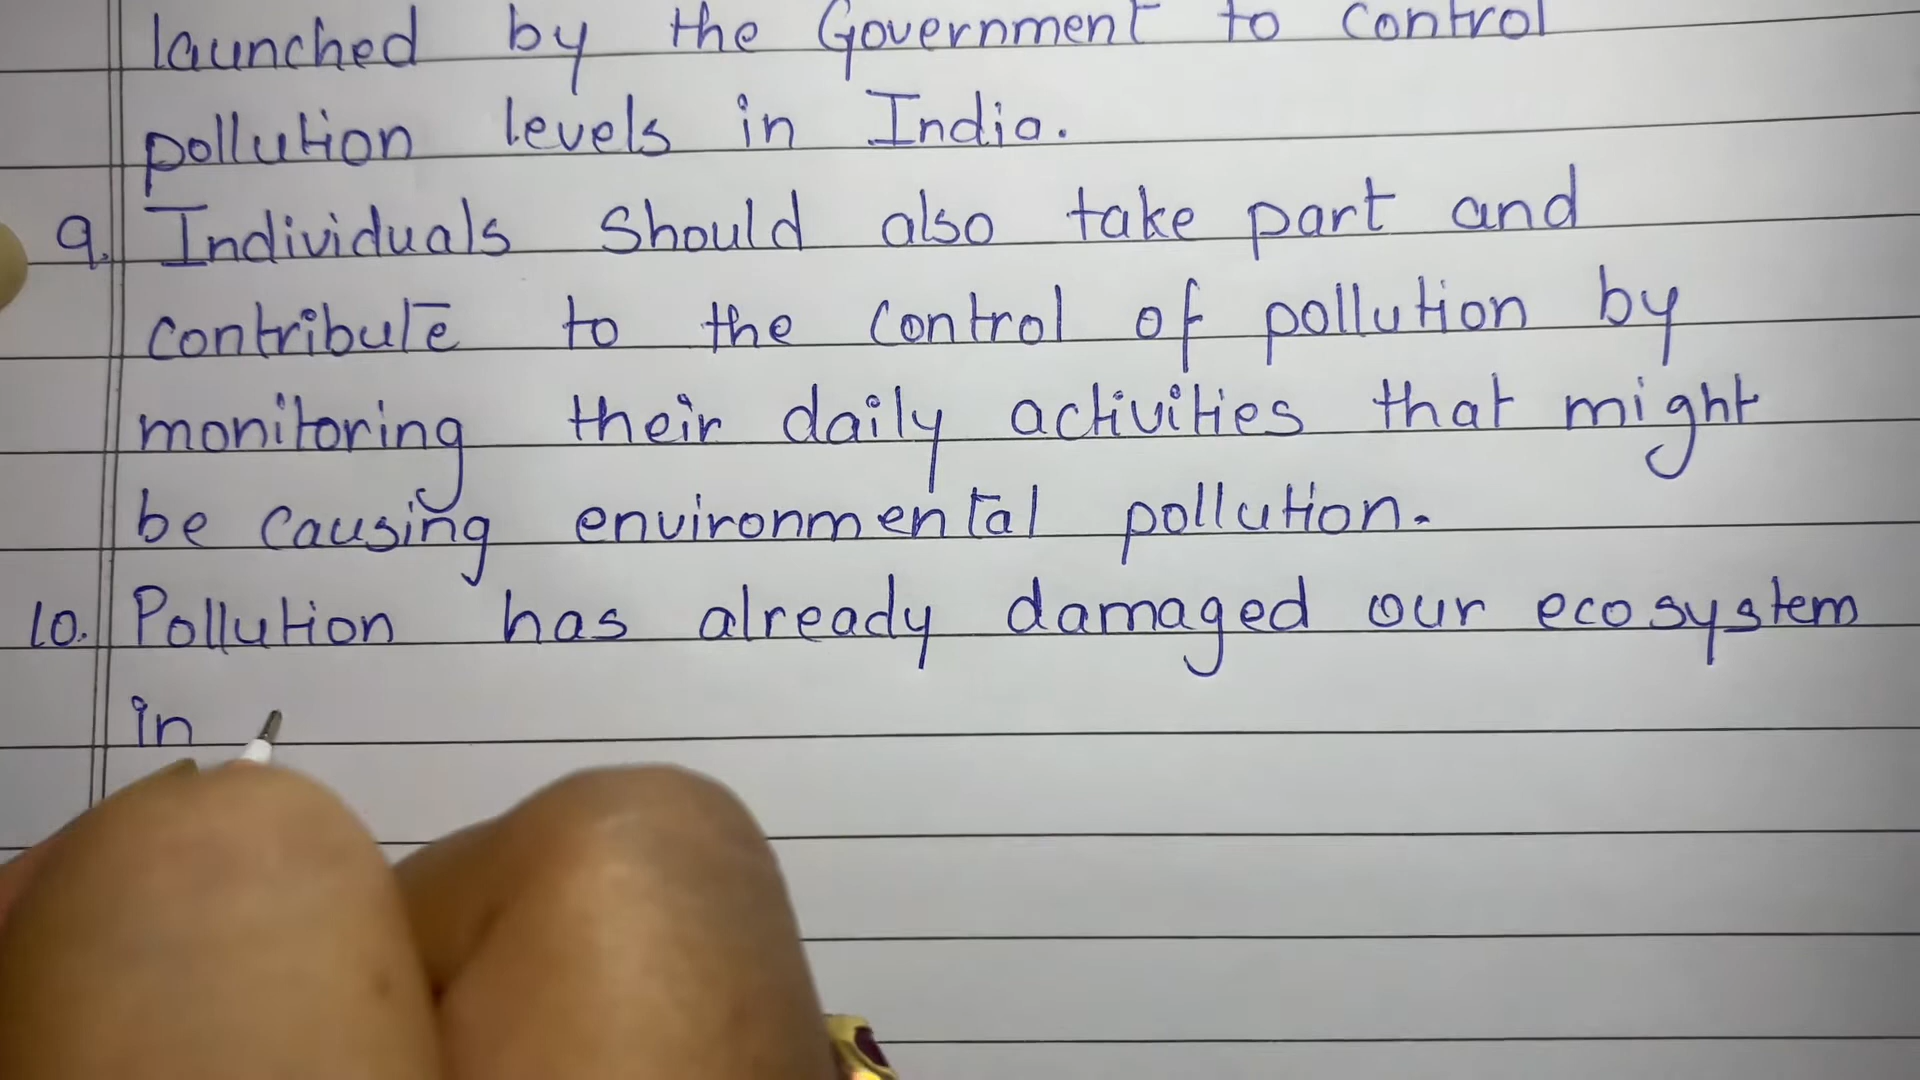 launched by the Government to control
pollution levels in India.
9. Individuals should also take part and
contribute to the control of pollution by
monitoring their daily activities that might
be causing environmental pollution.
10. Pollution has already damaged our ecosystem
in